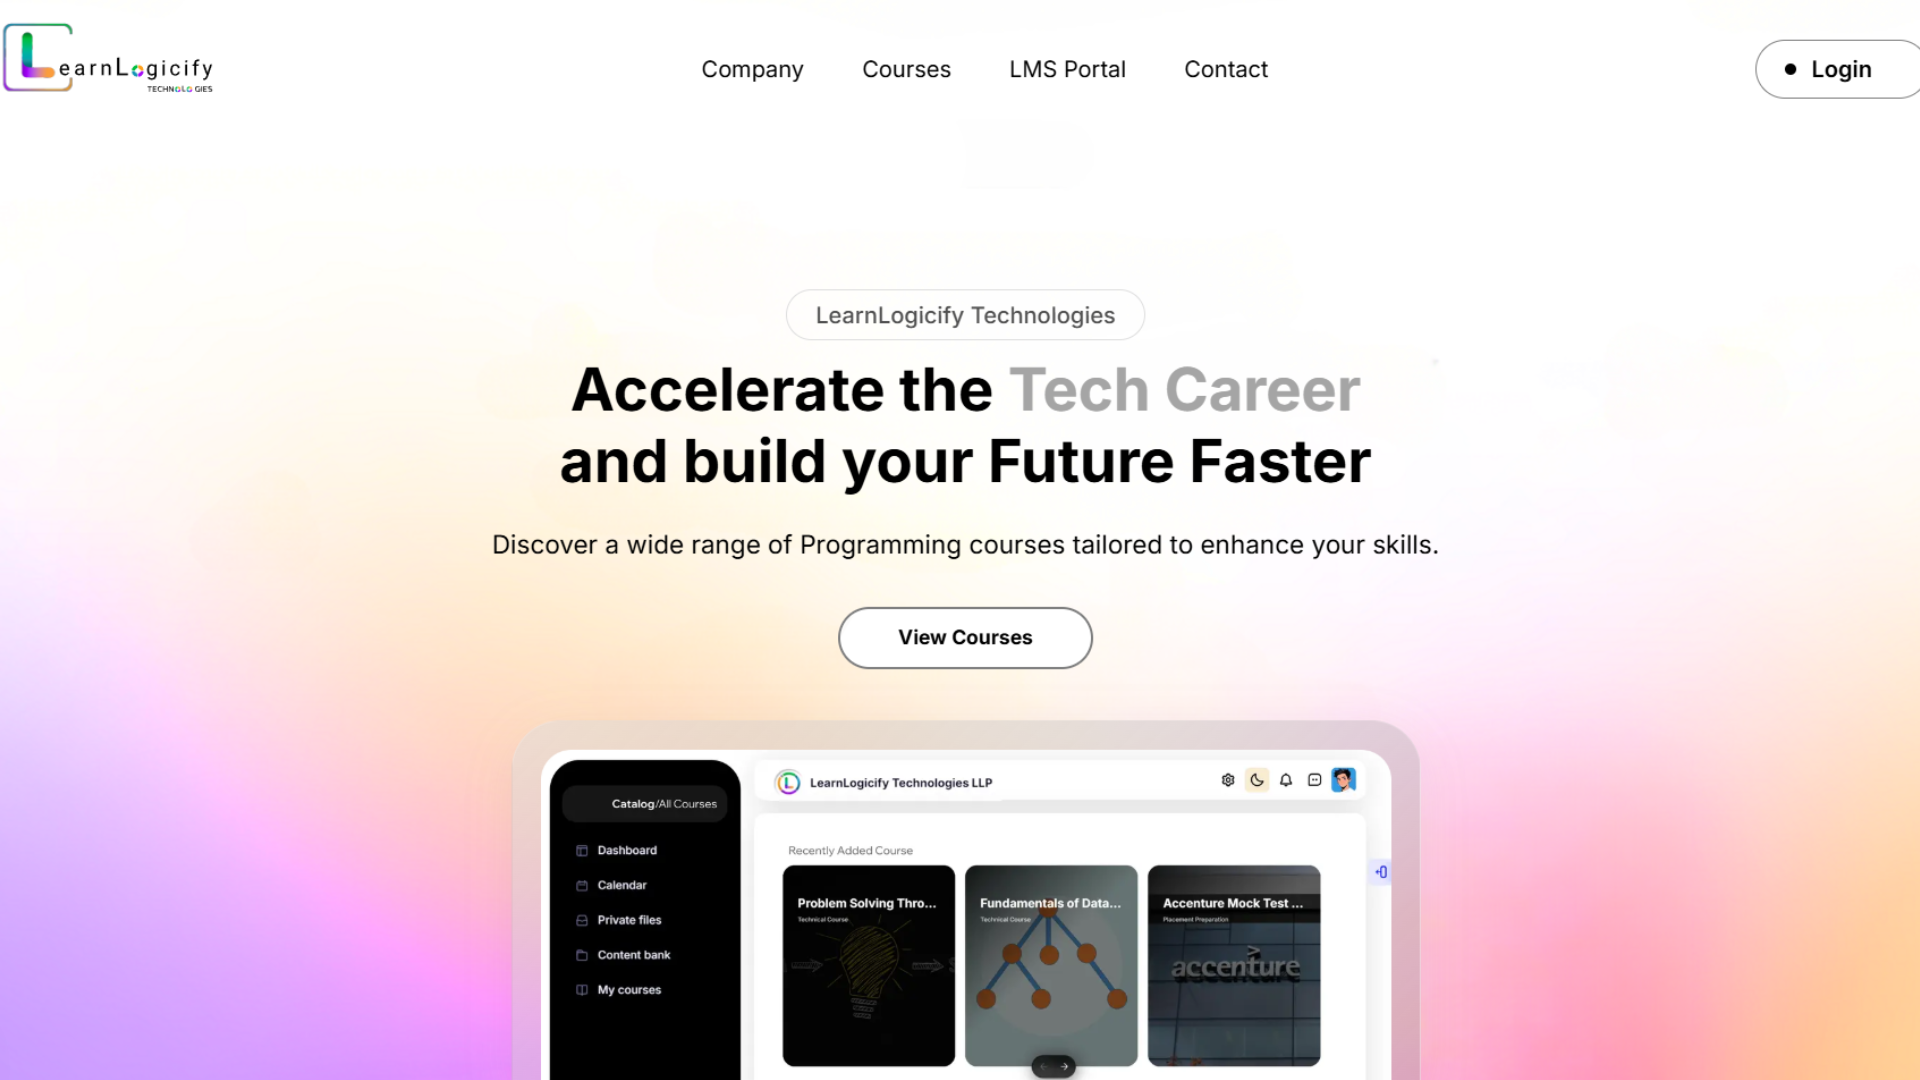 LearnLogicify
TECHNOLOGIES
Company
Courses
LMS Portal
Contact
Login
LearnLogicify Technologies
Accelerate the Tech Career
and build your Future Faster
Discover a wide range of Programming courses tailored to enhance your skills.
View Courses
LearnLogicify Technologies LLP
Catalog/All Courses
Dashboard
Calendar
Private files
Content bank
My courses
Recently Added Course
Problem Solving Thro...
Technical Course
Fundamentals of Data...
Technical Course
Accenture Mock Test ...
Placement Preparation
accenture